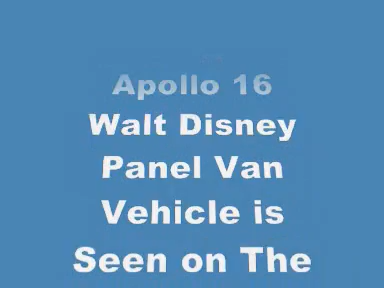 Apollo 16
Walt Disney
Panel Van
Vehicle is
Seen on The